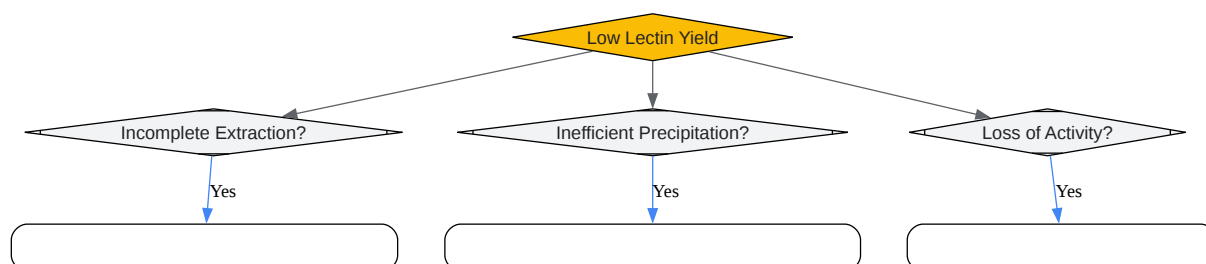 Low Lectin Yield
Incomplete Extraction?
Inefficient Precipitation?
Loss of Activity?
Yes
Yes
Yes